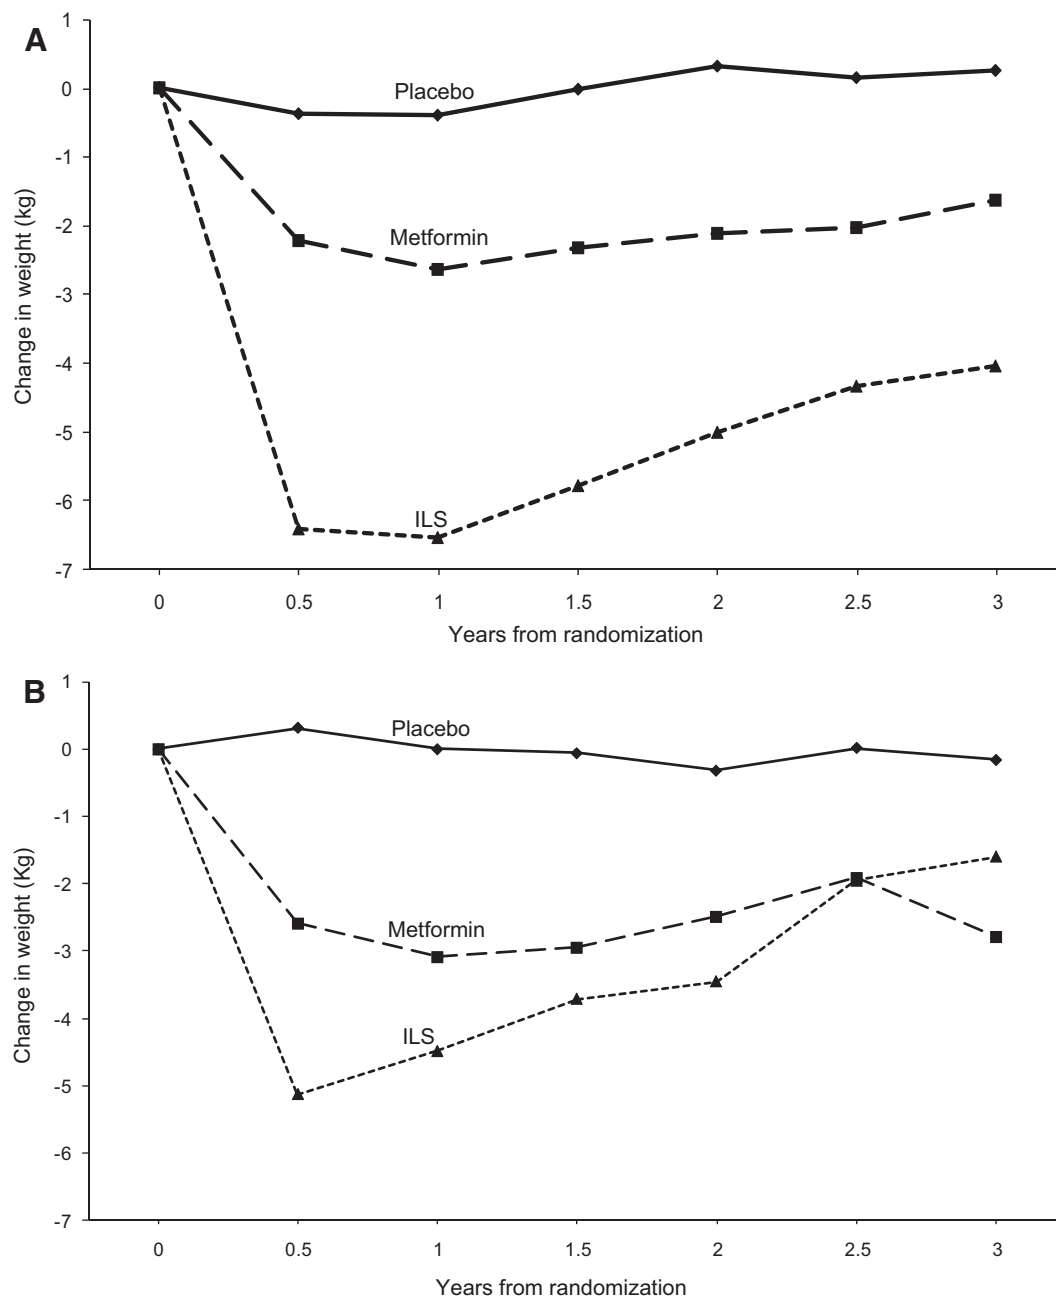 A
1
0
-1
-2
-3
-4
-5
-6
-7
Change in weight (kg)
Placebo
Metformin
ILS
0 0.5 1 1.5 2 2.5 3
Years from randomization
B
1
0
-1
-2
-3
-4
-5
-6
-7
Change in weight (Kg)
Placebo
Metformin
ILS
0 0.5 1 1.5 2 2.5 3
Years from randomization